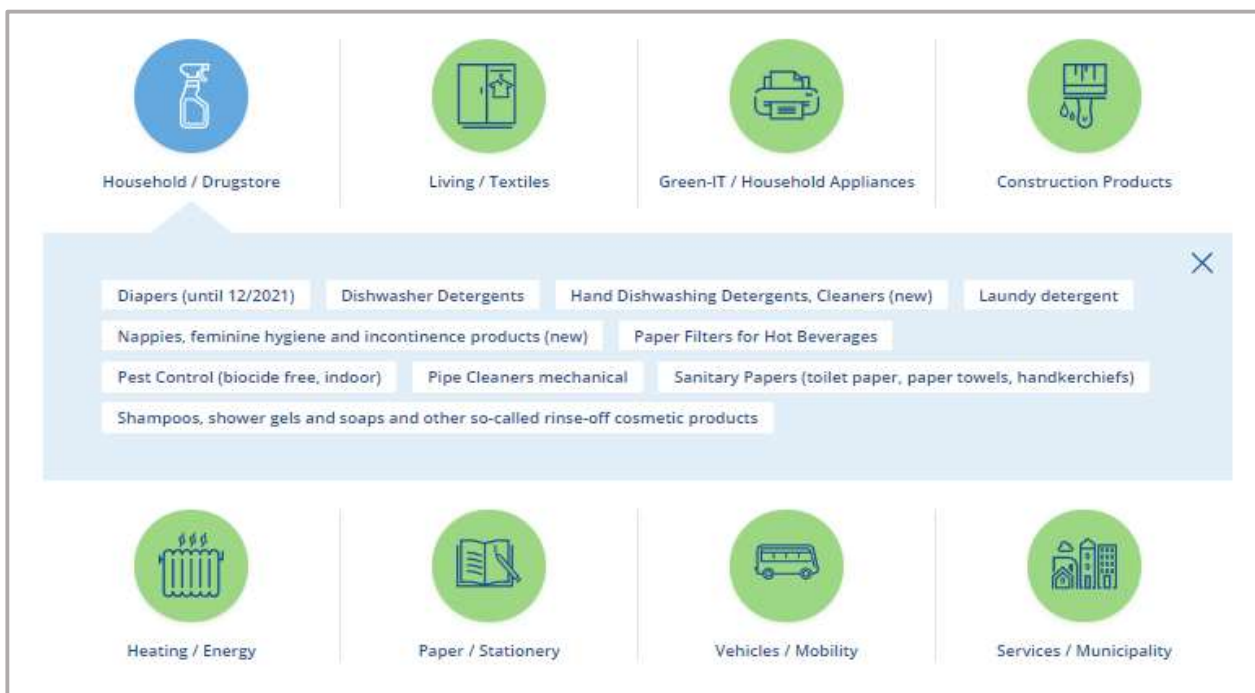 Household / Drugstore
Living / Textiles
Green-IT / Household Appliances
Construction Products
Diapers (until 12/2021)
Dishwasher Detergents
Hand Dishwashing Detergents, Cleaners (new)
Laundy detergent
Nappies, feminine hygiene and incontinence products (new)
Paper Filters for Hot Beverages
Pest Control (biocide free, indoor)
Pipe Cleaners mechanical
Sanitary Papers (toilet paper, paper towels, handkerchiefs)
Shampoos, shower gels and soaps and other so-called rinse-off cosmetic products
Heating / Energy
Paper / Stationery
Vehicles / Mobility
Services / Municipality